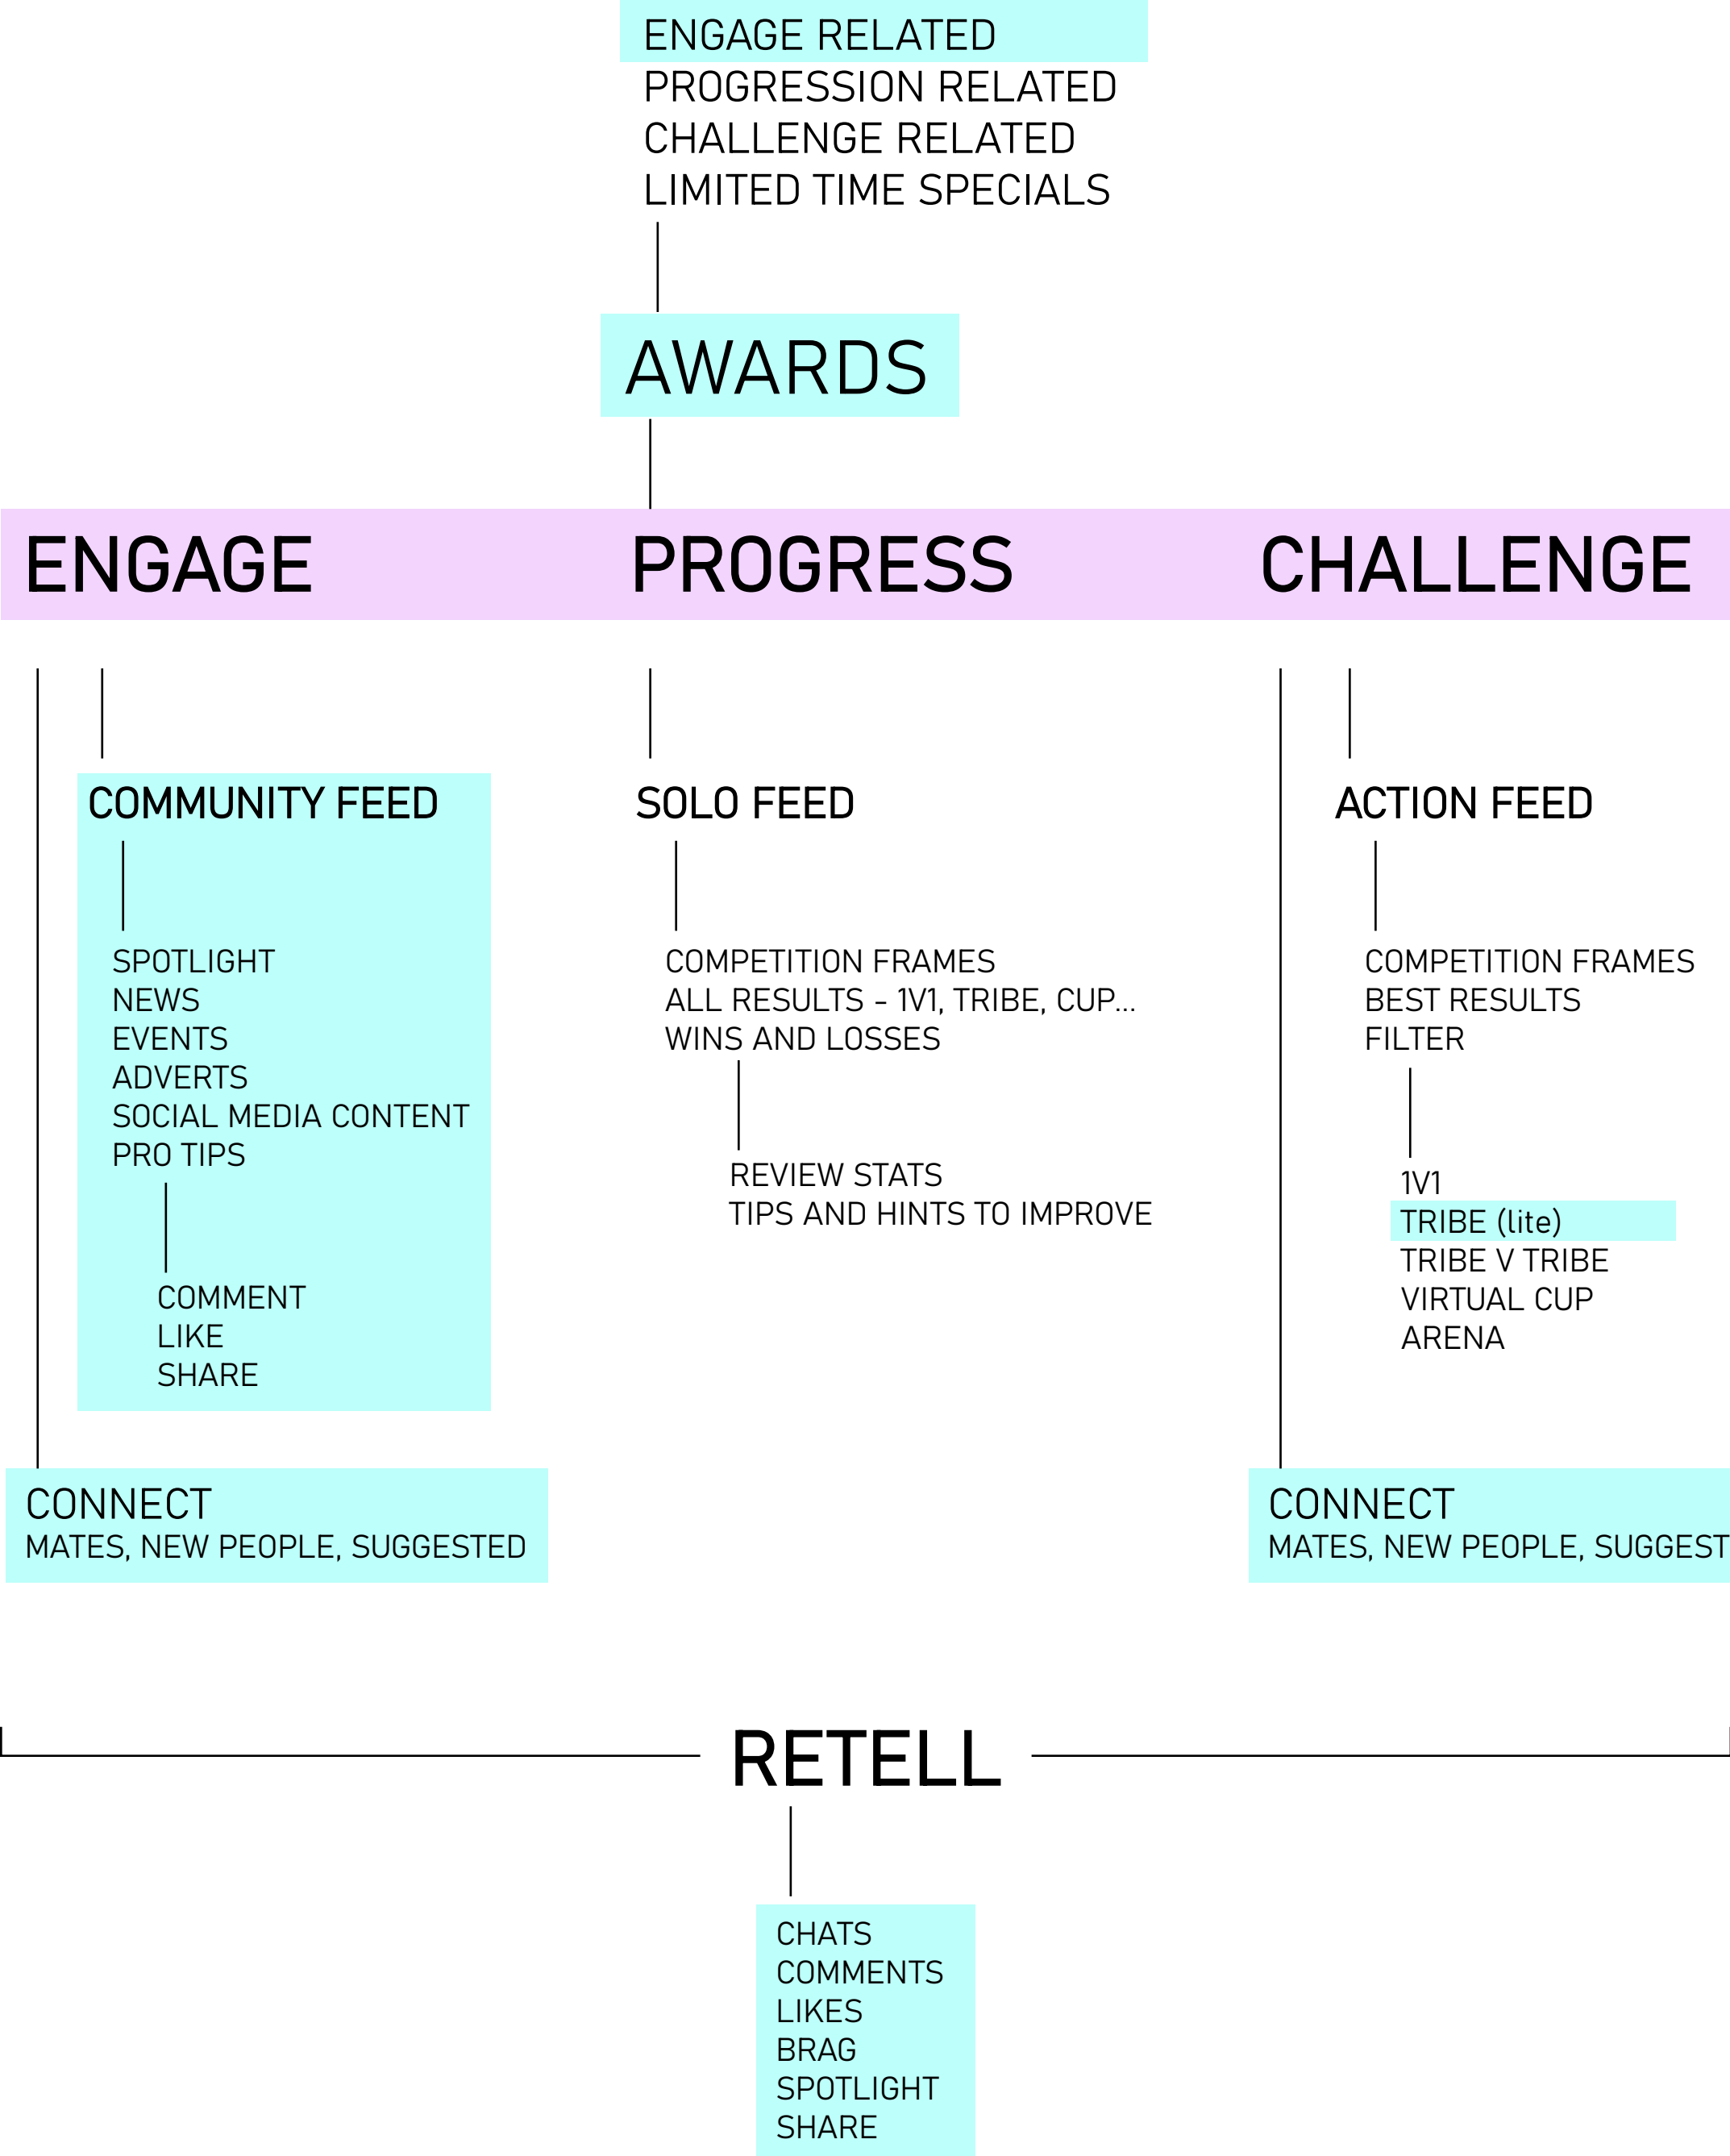 ENGAGE RELATED
PROGRESSION RELATED
CHALLENGE RELATED
LIMITED TIME SPECIALS
AWARDS
ENGAGE
PROGRESS
CHALLENGE
COMMUNITY FEED
SPOTLIGHT
NEWS
EVENTS
ADVERTS
SOCIAL MEDIA CONTENT
PRO TIPS
COMMENT
LIKE
SHARE
CONNECT
MATES, NEW PEOPLE, SUGGESTED
SOLO FEED
COMPETITION FRAMES
ALL RESULTS - 1V1, TRIBE, CUP...
WINS AND LOSSES
REVIEW STATS
TIPS AND HINTS TO IMPROVE
ACTION FEED
COMPETITION FRAMES
BEST RESULTS
FILTER
1V1
TRIBE (lite)
TRIBE V TRIBE
VIRTUAL CUP
ARENA
CONNECT
MATES, NEW PEOPLE, SUGGEST
RETELL
CHATS
COMMENTS
LIKES
BRAG
SPOTLIGHT
SHARE